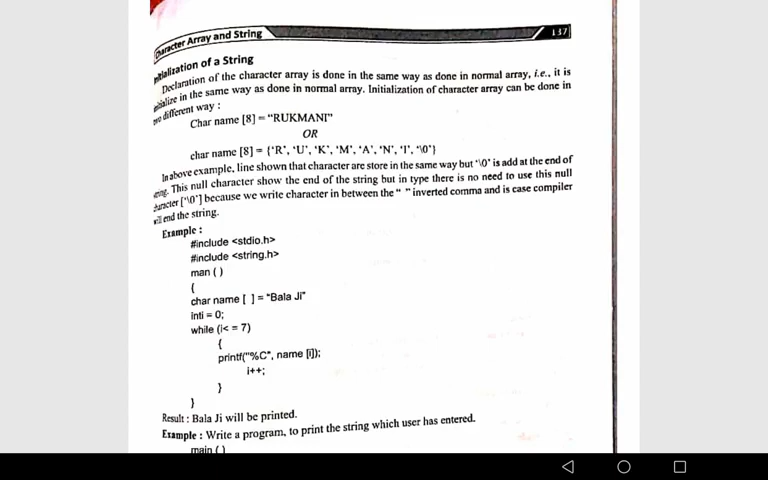 Character Array and String 137
Initialization of a String
Declaration of the character array is done in the same way as done in normal array, i.e., it is
initialize in the same way as done in normal array. Initialization of character array can be done in
two different way :
Char name [8] = "RUKMANI"
OR
char name [8] = {'R', 'U', 'K', 'M', 'A', 'N', 'I', '\0'}
In above example, line shown that character are store in the same way but '\0' is add at the end of
string. This null character show the end of the string but in type there is no need to use this null
character ['\0'] because we write character in between the " " inverted comma and is case compiler
will end the string.
Example :
#include <stdio.h>
#include <string.h>
man ( )
{
char name [ ] = "Bala Ji"
inti = 0;
while (i< = 7)
{
printf("%C", name [i]);
i++;
}
}
Result : Bala Ji will be printed.
Example : Write a program, to print the string which user has entered.
main ( )